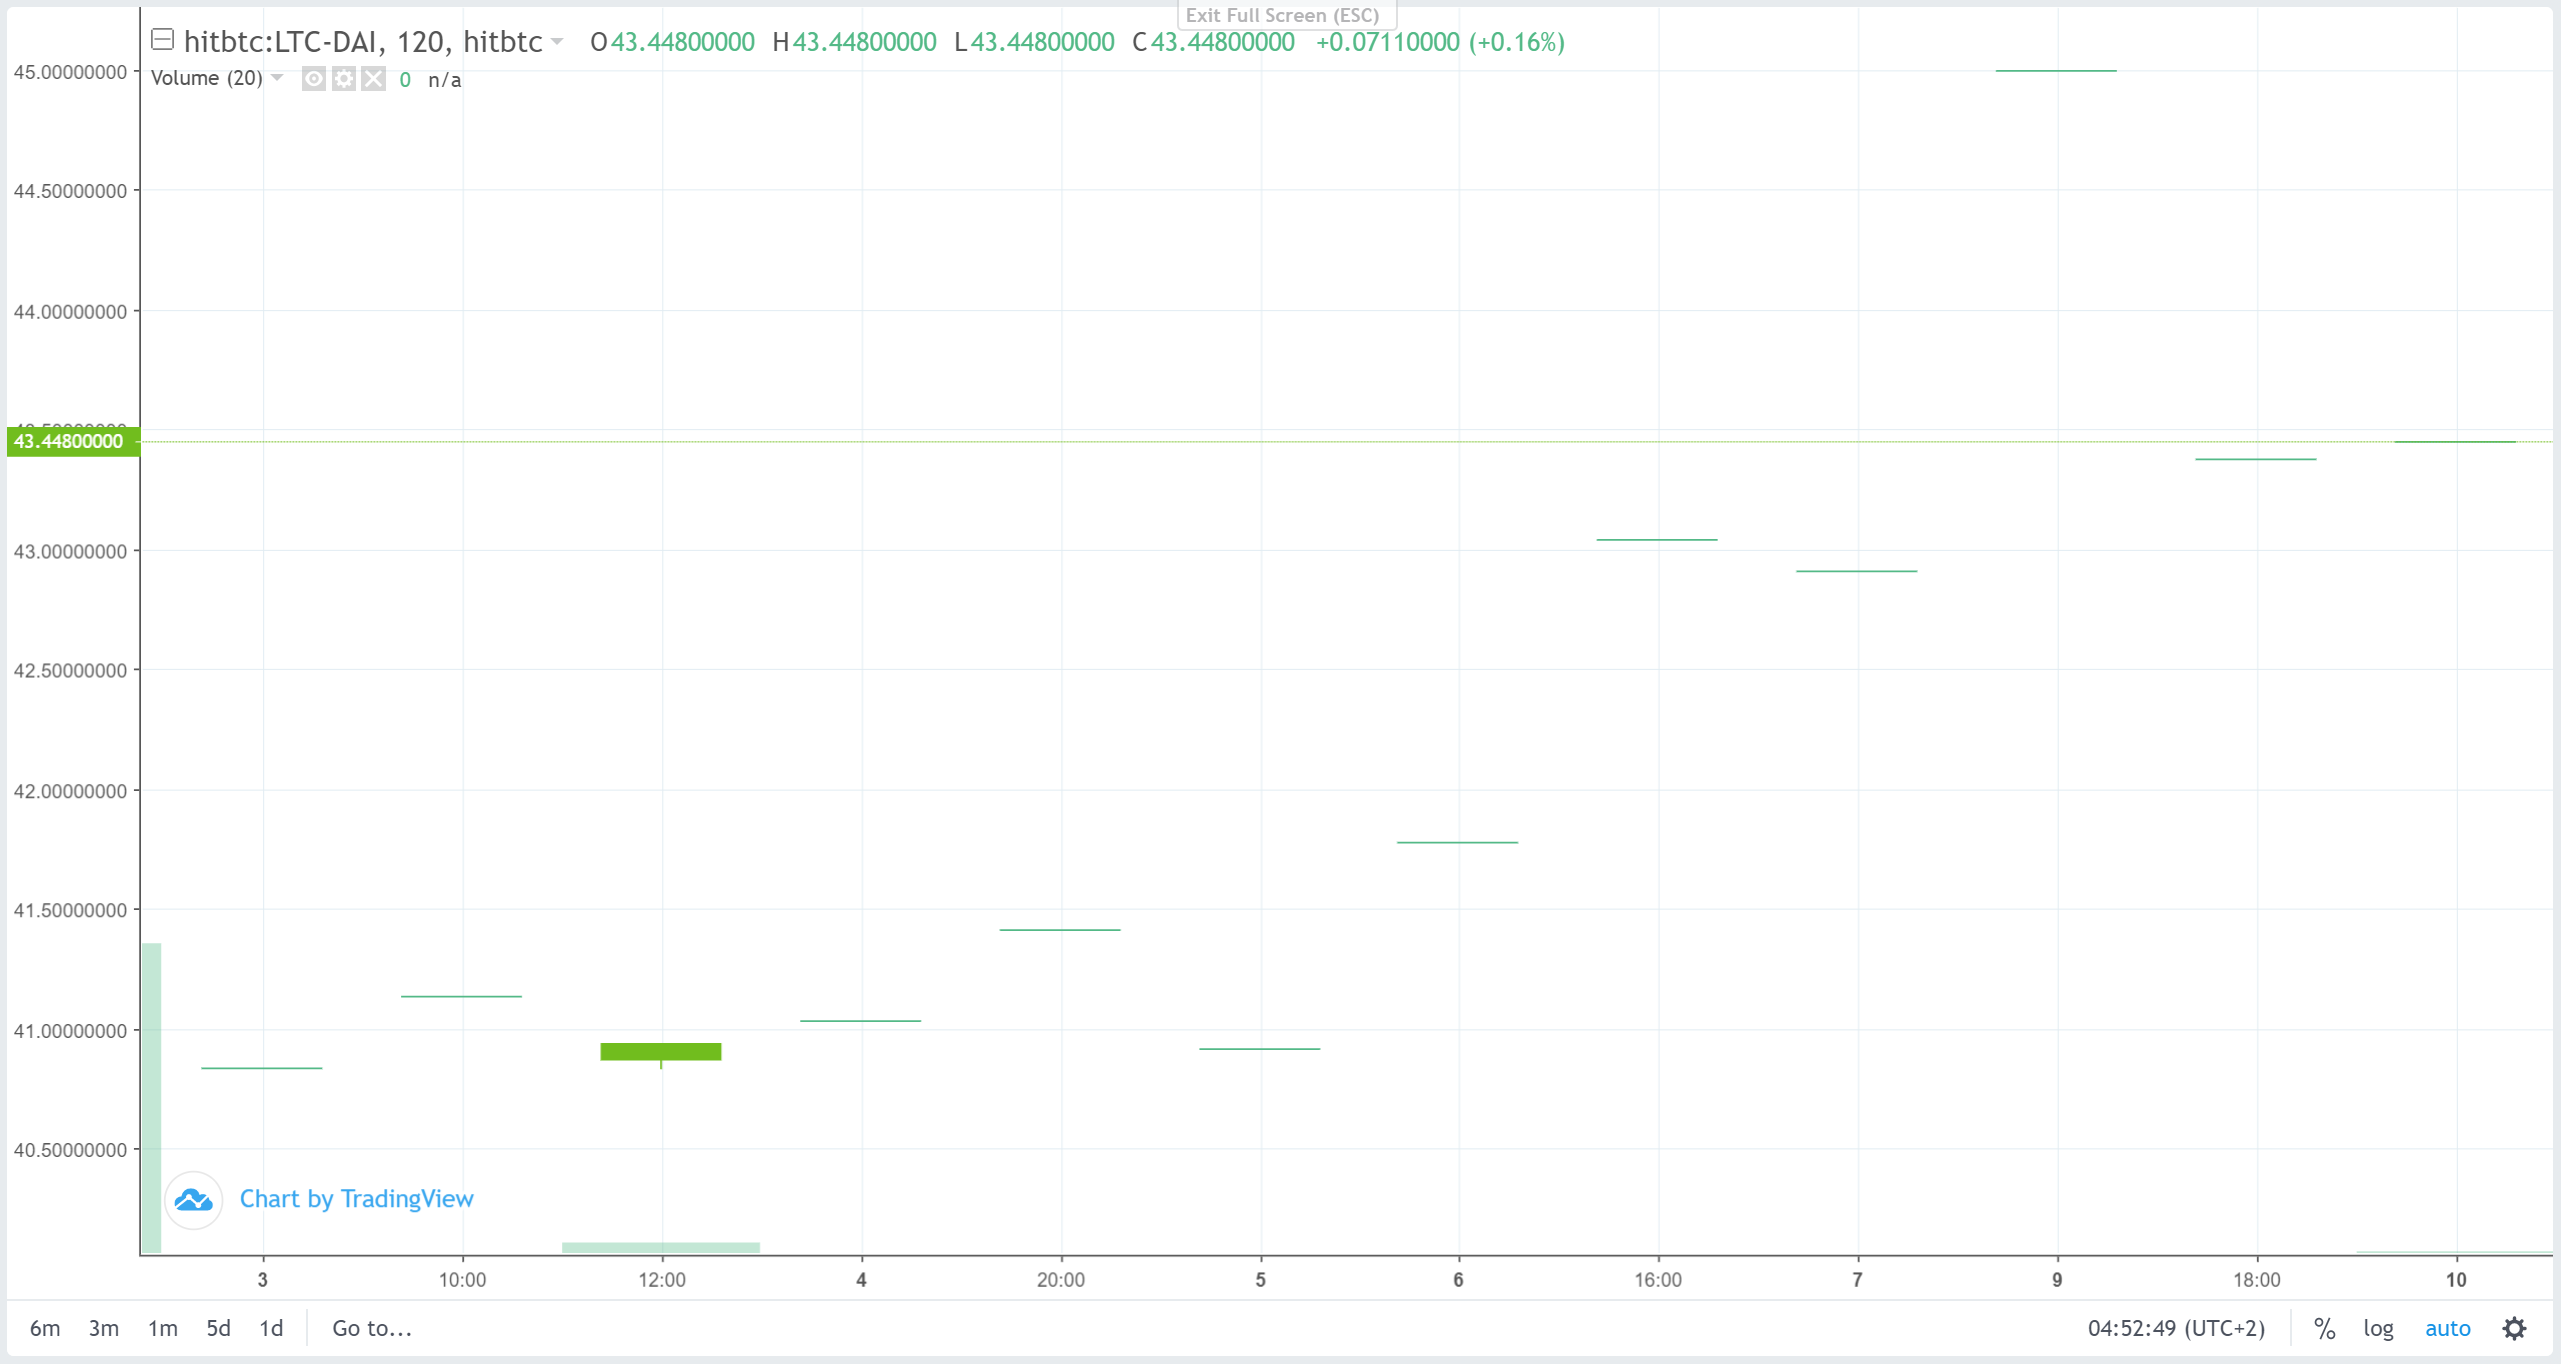 Exit Full Screen (ESC)
hitbtc:LTC-DAI, 120, hitbtc O43.44800000 H43.44800000 L43.44800000 C43.44800000 +0.07110000 (+0.16%)
Volume (20) 0 n/a
45.00000000
44.50000000
44.00000000
43.44800000
43.00000000
42.50000000
42.00000000
41.50000000
41.00000000
40.50000000
Chart by TradingView
3 10:00 12:00 4 20:00 5 6 16:00 7 9 18:00 10
6m 3m 1m 5d 1d Go to... 04:52:49 (UTC+2) % log auto